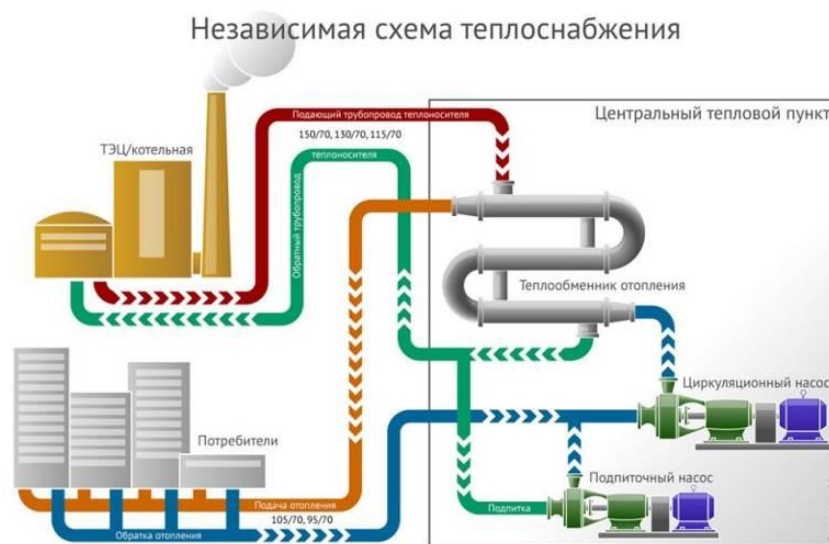 Независимая схема теплоснабжения
Подающий трубопровод теплоносителя
Центральный тепловой пункт
150/70, 130/70, 115/70
ТЭЦ/котельная
теплоносителя
Обратный трубопровод
Теплообменник отопления
Циркуляционный насос
Потребители
Подпиточный насос
Подача отопления
105/70, 95/70
Подпитка
Обратка отопления